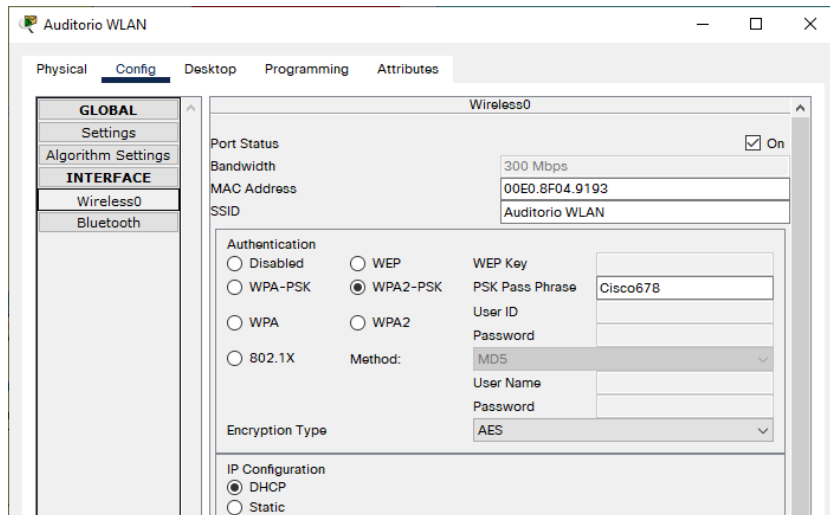 Auditorio WLAN
Physical Config Desktop Programming Attributes
GLOBAL
Settings
Algorithm Settings
INTERFACE
Wireless0
Bluetooth
Wireless0
Port Status On
Bandwidth 300 Mbps
MAC Address 00E0.8F04.9193
SSID Auditorio WLAN
Authentication
Disabled WEP WEP Key
WPA-PSK WPA2-PSK PSK Pass Phrase Cisco678
User ID
WPA WPA2
Password
802.1X Method: MD5
User Name
Password
Encryption Type AES
IP Configuration
DHCP
Static